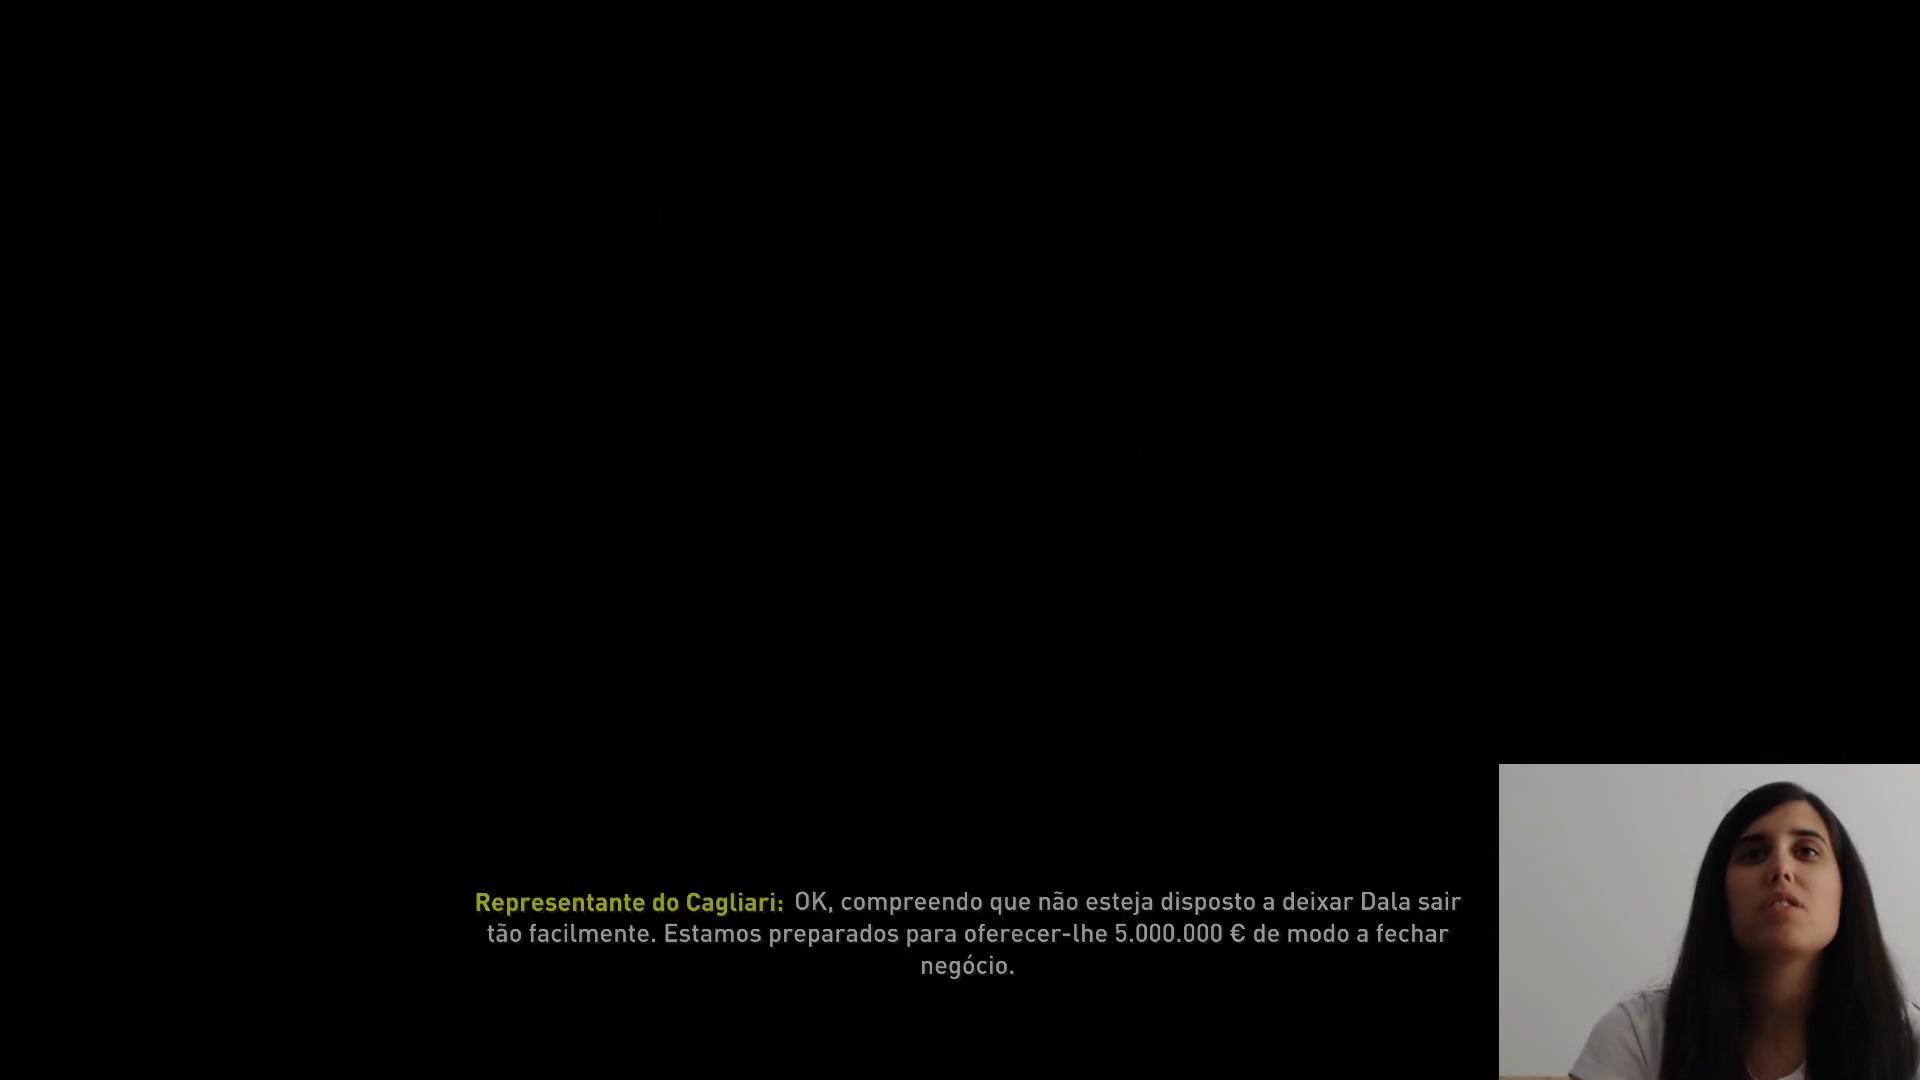 Representante do Cagliari: OK, compreendo que não esteja disposto a deixar Dala sair
tão facilmente. Estamos preparados para oferecer-lhe 5.000.000 € de modo a fechar
negócio.